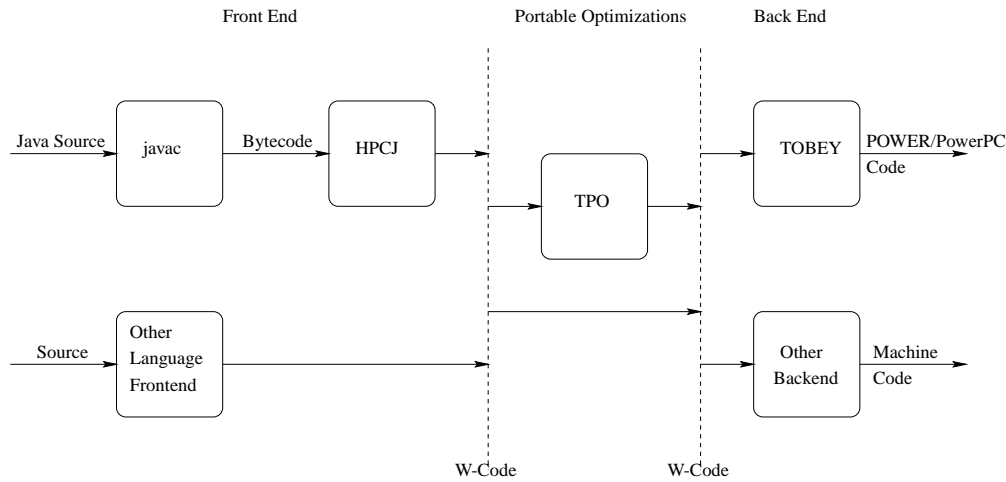 Front End
Portable Optimizations
Back End
Java Source
javac
Bytecode
HPCJ
TPO
TOBEY
POWER/PowerPC
Code
Source
Other
Language
Frontend
Other
Backend
Machine
Code
W-Code
W-Code